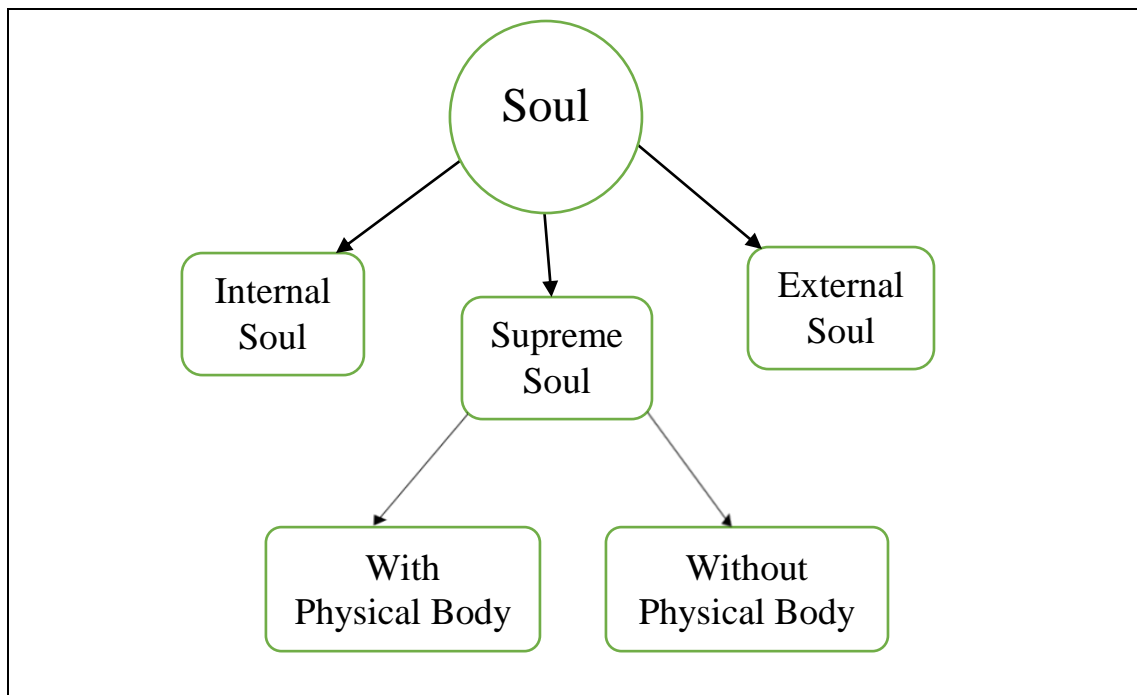 Soul
Internal
Soul
Supreme
Soul
External
Soul
With
Physical Body
Without
Physical Body